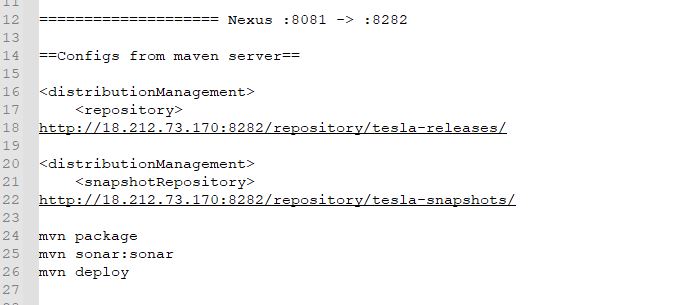 12 ==================== Nexus :8081 -> :8282
13
14 ==Configs from maven server==
15
16 <distributionManagement>
17 <repository>
18 http://18.212.73.170:8282/repository/tesla-releases/
19
20 <distributionManagement>
21 <snapshotRepository>
22 http://18.212.73.170:8282/repository/tesla-snapshots/
23
24 mvn package
25 mvn sonar:sonar
26 mvn deploy
27